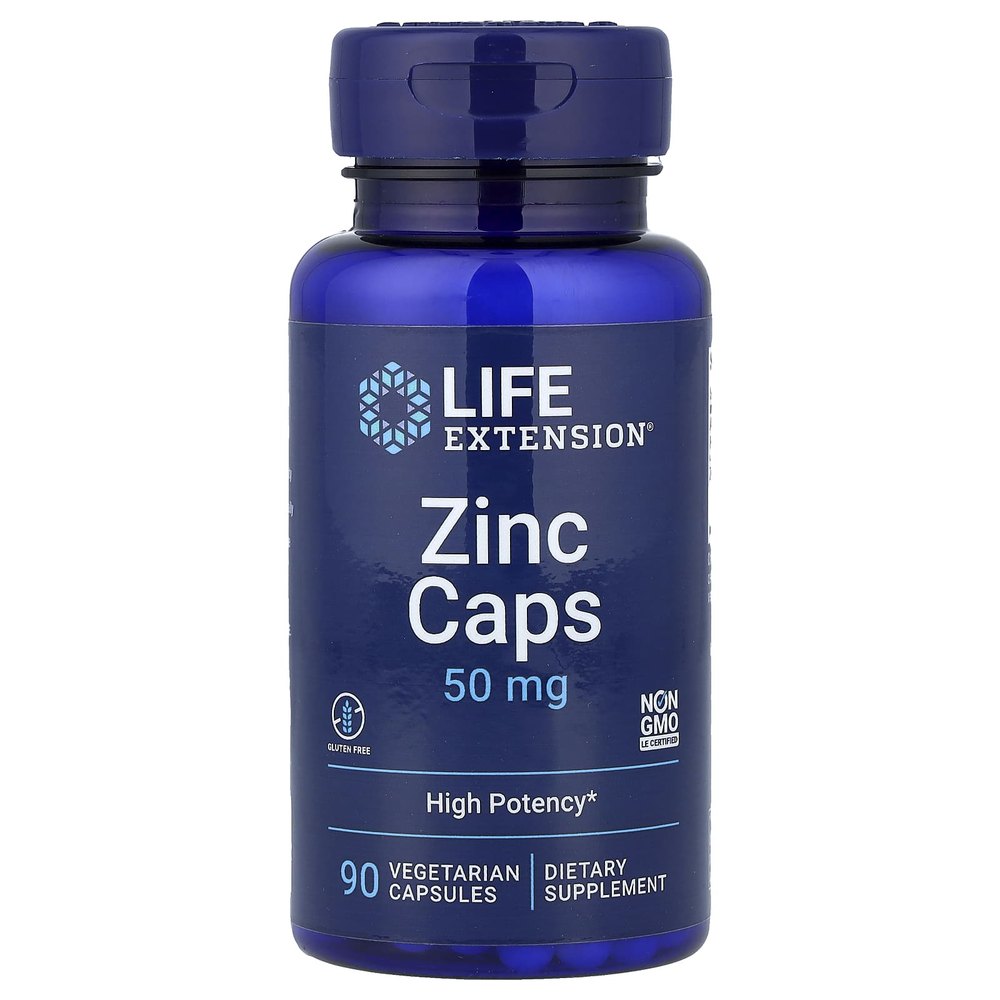 LIFE
EXTENSION®
Zinc
Caps
50 mg
GLUTEN FREE
NON
GMO
LE CERTIFIED
High Potency*
90 VEGETARIAN
CAPSULES
DIETARY
SUPPLEMENT